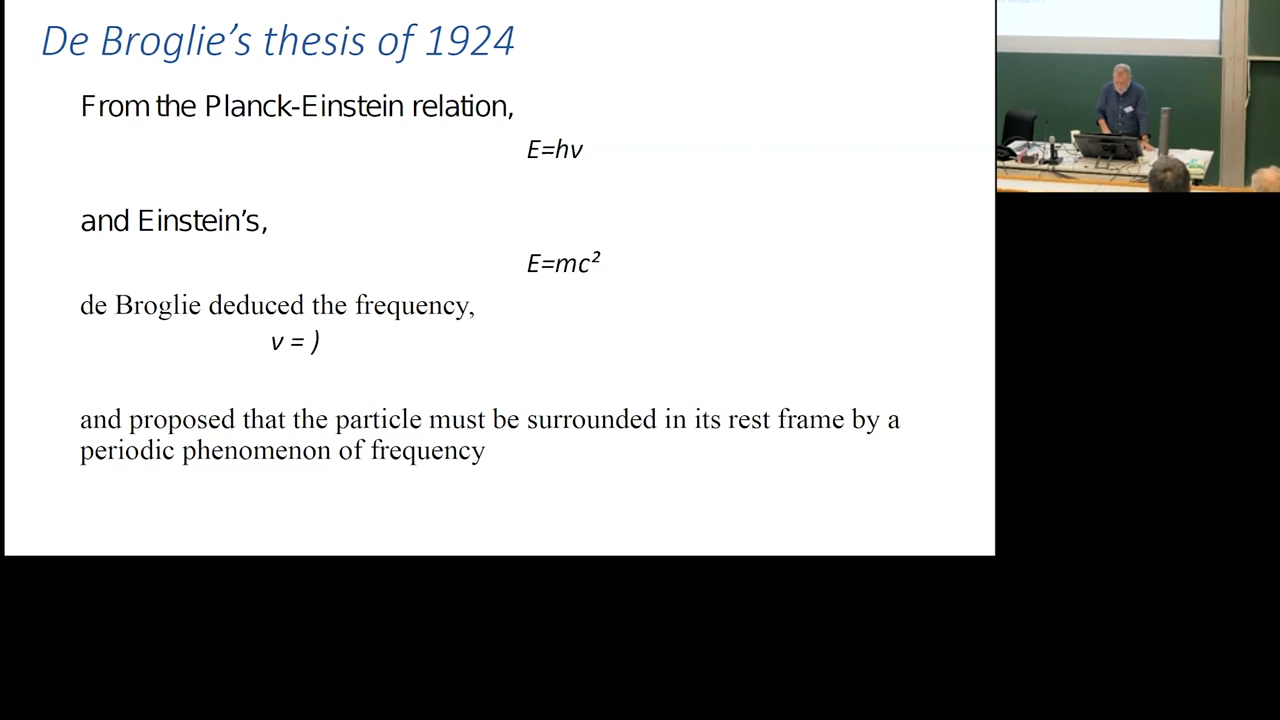 De Broglie’s thesis of 1924
From the Planck-Einstein relation,
E=hν
and Einstein’s,
E=mc²
de Broglie deduced the frequency,
ν = )
and proposed that the particle must be surrounded in its rest frame by a
periodic phenomenon of frequency